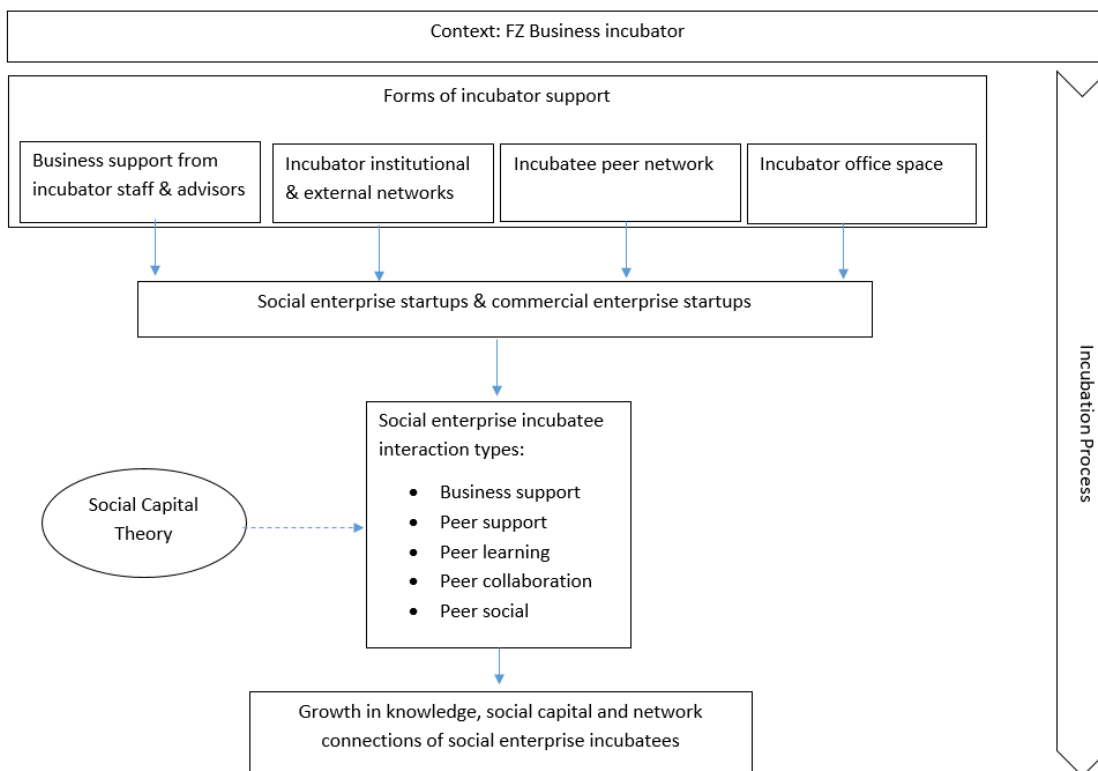 Context: FZ Business incubator
Forms of incubator support
Business support from
incubator staff & advisors
Incubator institutional
& external networks
Incubatee peer network
Incubator office space
Social enterprise startups & commercial enterprise startups
Social enterprise incubatee
interaction types:
• Business support
• Peer support
• Peer learning
• Peer collaboration
• Peer social
Social Capital
Theory
Growth in knowledge, social capital and network
connections of social enterprise incubatees
Incubation Process